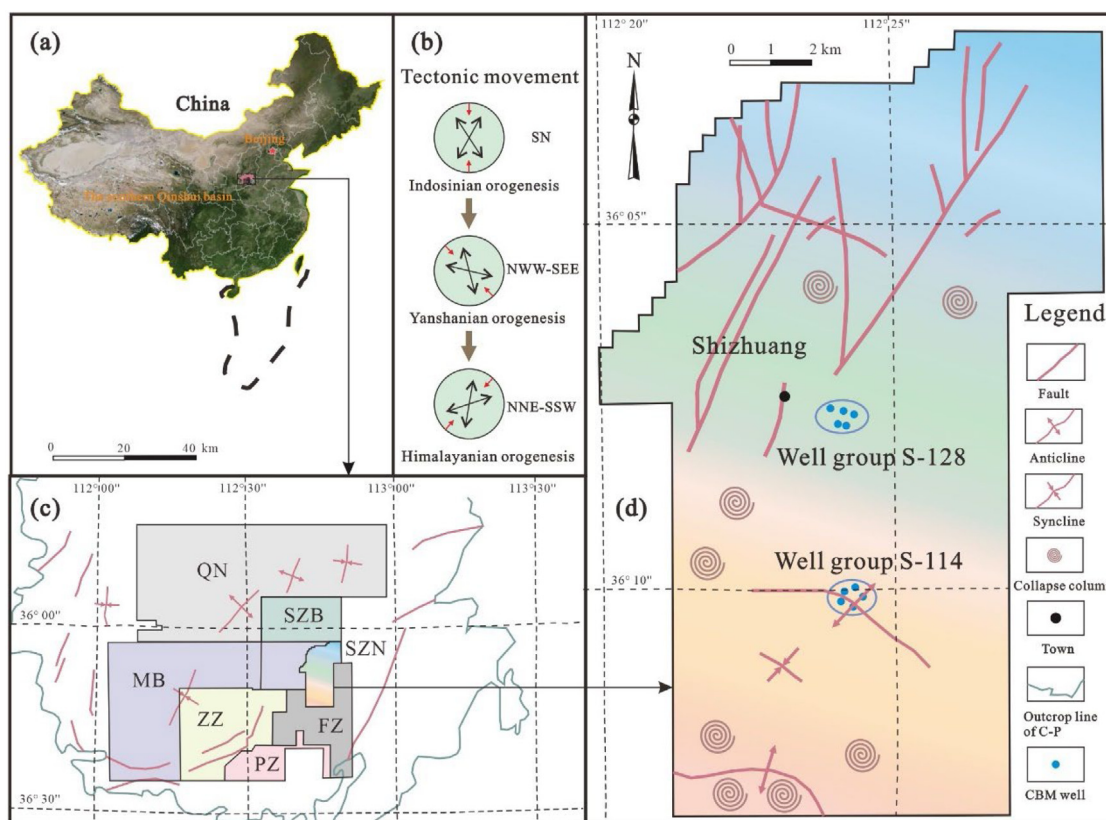 (a)
China
Beijing
The southern Qinshui basin
0 20 40 km
(b)
Tectonic movement
SN
Indosinian orogenesis
NWW-SEE
Yanshanian orogenesis
NNE-SSW
Himalayanian orogenesis
(c)
112°00" 112°30" 113°00" 113°30"
36°00"
36°30"
QN
SZB
SZN
MB
ZZ
FZ
PZ
(d)
112° 20" 112° 25"
0 1 2 km
N
36° 05"
36° 10"
Shizhuang
Well group S-128
Well group S-114
Legend
Fault
Anticline
Syncline
Collapse colum
Town
Outcrop line
of C-P
CBM well